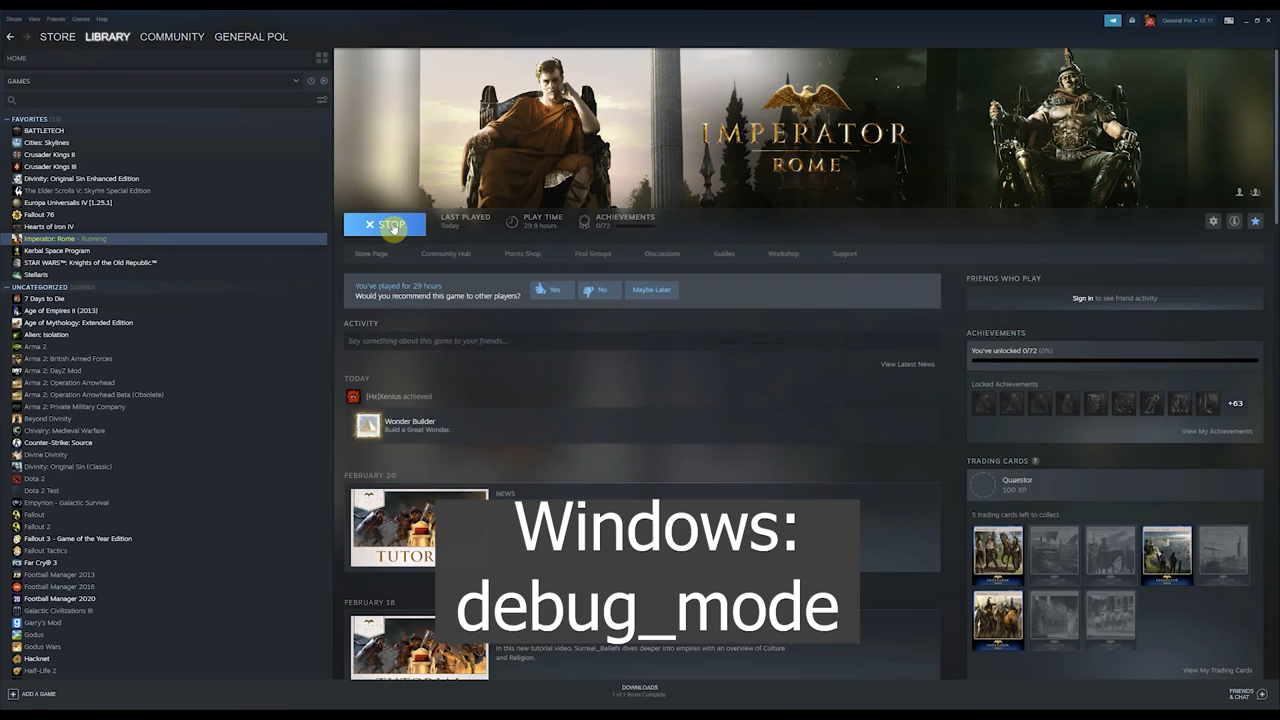 Steam View Friends Games Help
General Pol
STORE LIBRARY COMMUNITY GENERAL POL
HOME
GAMES
FAVORITES (13)
BATTLETECH
Cities: Skylines
Crusader Kings II
Crusader Kings III
Divinity: Original Sin Enhanced Edition
The Elder Scrolls V: Skyrim Special Edition
Europa Universalis IV [1.25.1]
Fallout 76
Hearts of Iron IV
Imperator: Rome - Running
Kerbal Space Program
STAR WARS™: Knights of the Old Republic™
Stellaris
UNCATEGORIZED
7 Days to Die
Age of Empires II (2013)
Age of Mythology: Extended Edition
Alien: Isolation
Arma 2
Arma 2: British Armed Forces
Arma 2: DayZ Mod
Arma 2: Operation Arrowhead
Arma 2: Operation Arrowhead Beta (Obsolete)
Arma 2: Private Military Company
Beyond Divinity
Chivalry: Medieval Warfare
Counter-Strike: Source
Divine Divinity
Divinity: Original Sin (Classic)
Dota 2
Dota 2 Test
Empyrion - Galactic Survival
Fallout
Fallout 2
Fallout 3 - Game of the Year Edition
Fallout Tactics
Far Cry® 3
Football Manager 2013
Football Manager 2016
Football Manager 2020
Galactic Civilizations III
Garry's Mod
Godus
Godus Wars
Hacknet
Half-Life 2
ADD A GAME
IMPERATOR
ROME
STOP
LAST PLAYED
Today
PLAY TIME
29.9 hours
ACHIEVEMENTS
0/72
Store Page Community Hub Points Shop Find Groups Discussions Guides Workshop Support
You've played for 29 hours
Would you recommend this game to other players?
Yes No Maybe Later
ACTIVITY
Say something about this game to your friends...
View Latest News
TODAY
[Hx]Xenius achieved
Wonder Builder
Build a Great Wonder.
FEBRUARY 20
NEWS
TUTOR
FEBRUARY 18
In this new tutorial video, Surreal_Beliefs dives deeper into empires with an overview of Culture
and Religion.
Windows:
debug_mode
FRIENDS WHO PLAY
Sign in to see friend activity
ACHIEVEMENTS
You've unlocked 0/72 (0%)
Locked Achievements
+63
View My Achievements
TRADING CARDS
Quaestor
100 XP
5 trading cards left to collect
View My Trading Cards
DOWNLOADS
1 of 1 Items Complete
FRIENDS
& CHAT